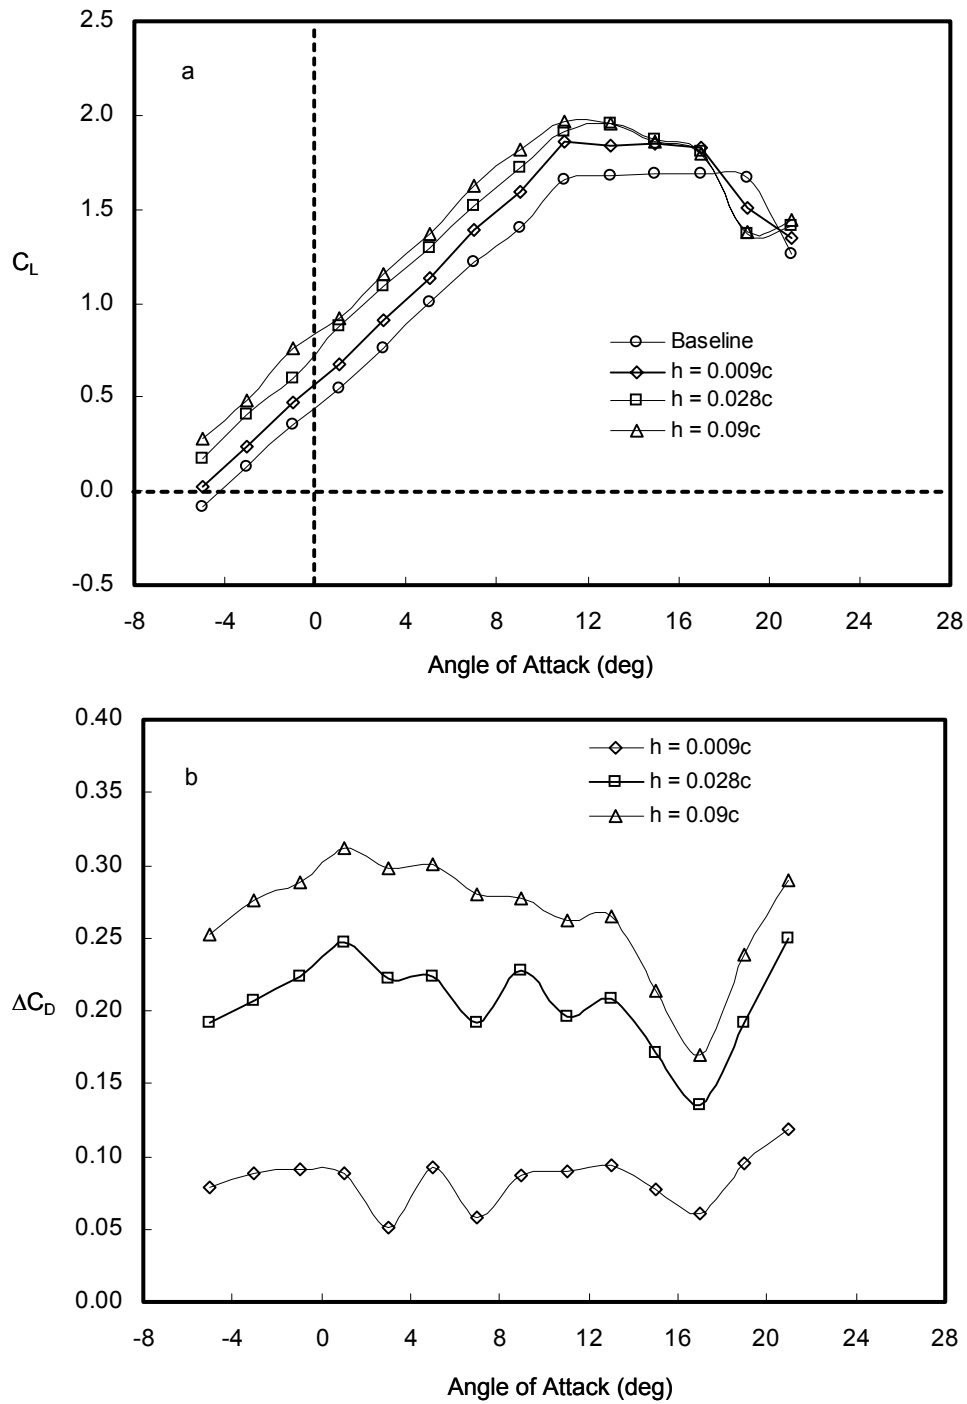 2.5
a
2.0
1.5
C_L
1.0
Baseline
h = 0.009c
0.5
h = 0.028c
h = 0.09c
0.0
-0.5
-8 -4 0 4 8 12 16 20 24 28
Angle of Attack (deg)
0.40
h = 0.009c
b
h = 0.028c
0.35
h = 0.09c
0.30
0.25
ΔC_D
0.20
0.15
0.10
0.05
0.00
-8 -4 0 4 8 12 16 20 24 28
Angle of Attack (deg)